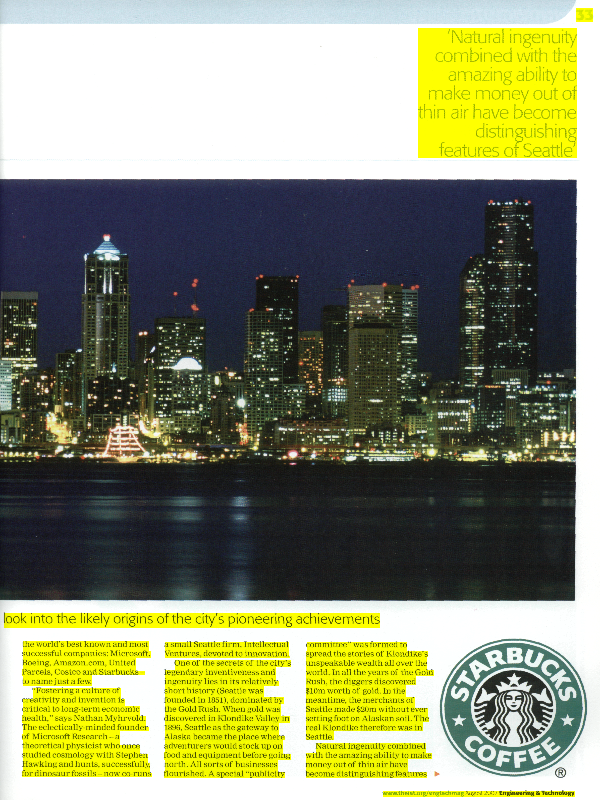 33
'Natural ingenuity
combined with the
amazing ability to
make money out of
thin air have become
distinguishing
features of Seattle'
look into the likely origins of the city's pioneering achievements
the world's best known and most
successful companies: Microsoft,
Boeing, Amazon.com, United
Parcels, Costco and Starbucks –
to name just a few.
"Fostering a culture of
creativity and invention is
critical to long-term economic
health," says Nathan Myhrvold.
The eclectically-minded founder
of Microsoft Research – a
theoretical physicist who once
studied cosmology with Stephen
Hawking and hunts, successfully,
for dinosaur fossils – now co-runs
a small Seattle firm, Intellectual
Ventures, devoted to innovation.
One of the secrets of the city's
legendary inventiveness and
ingenuity lies in its relatively
short history (Seattle was
founded in 1851), dominated by
the Gold Rush. When gold was
discovered in Klondike Valley in
1896, Seattle as the gateway to
Alaska became the place where
adventurers would stock up on
food and equipment before going
north. All sorts of businesses
flourished. A special "publicity
committee" was formed to
spread the stories of Klondike's
unspeakable wealth all over the
world. In all the years of the Gold
Rush, the diggers discovered
$10m worth of gold. In the
meantime, the merchants of
Seattle made $20m without ever
setting foot on Alaskan soil. The
real Klondike therefore was in
Seattle.
Natural ingenuity combined
with the amazing ability to make
money out of thin air have
become distinguishing features
STARBUCKS
COFFEE
®
www.theiet.org/engtechmag August 2007 Engineering & Technology